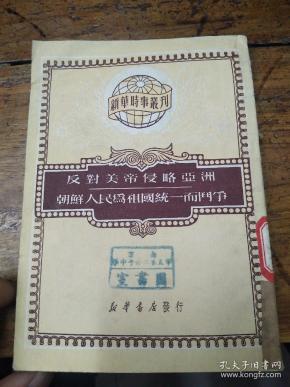 新華時事叢刊
反對美帝侵略亞洲
朝鮮人民爲祖國統一而鬥爭
圖書室
新华書店發行
孔夫子旧书网